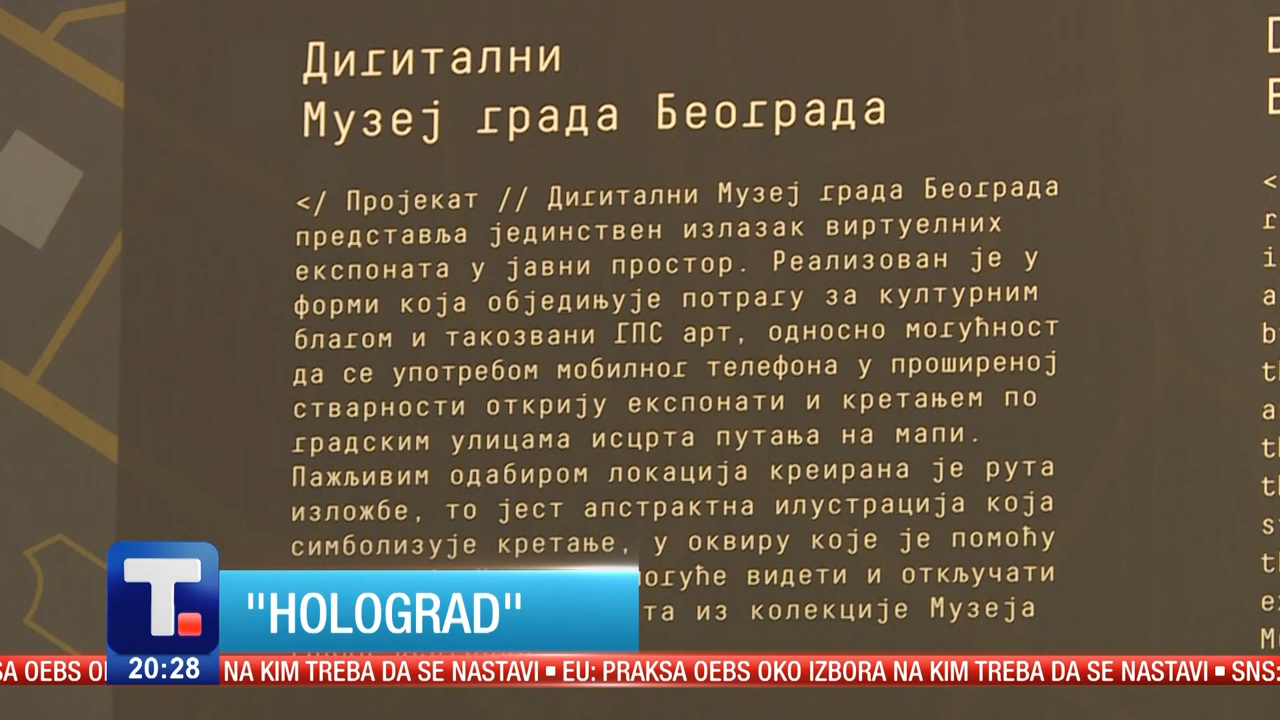 Дигитални
Музеј града Београда
</ Пројекат // Дигитални Музеј града Београда
представља јединствен излазак виртуелних
експоната у јавни простор. Реализован је у
форми која обједињује потрагу за културним
благом и такозвани ГПС арт, односно могућност
да се употребом мобилног телефона у проширеној
стварности открију експонати и кретањем по
градским улицама исцрта путања на мапи.
Пажљивим одабиром локација креирана је рута
изложбе, то јест апстрактна илустрација која
симболизује кретање, у оквиру које је помоћу
видети и откључати
из колекције Музеја
T.
"HOLOGRAD"
20:28
OEBS NA KIM TREBA DA SE NASTAVI ▪ EU: PRAKSA OEBS OKO IZBORA NA KIM TREBA DA SE NASTAVI ▪ SNS: